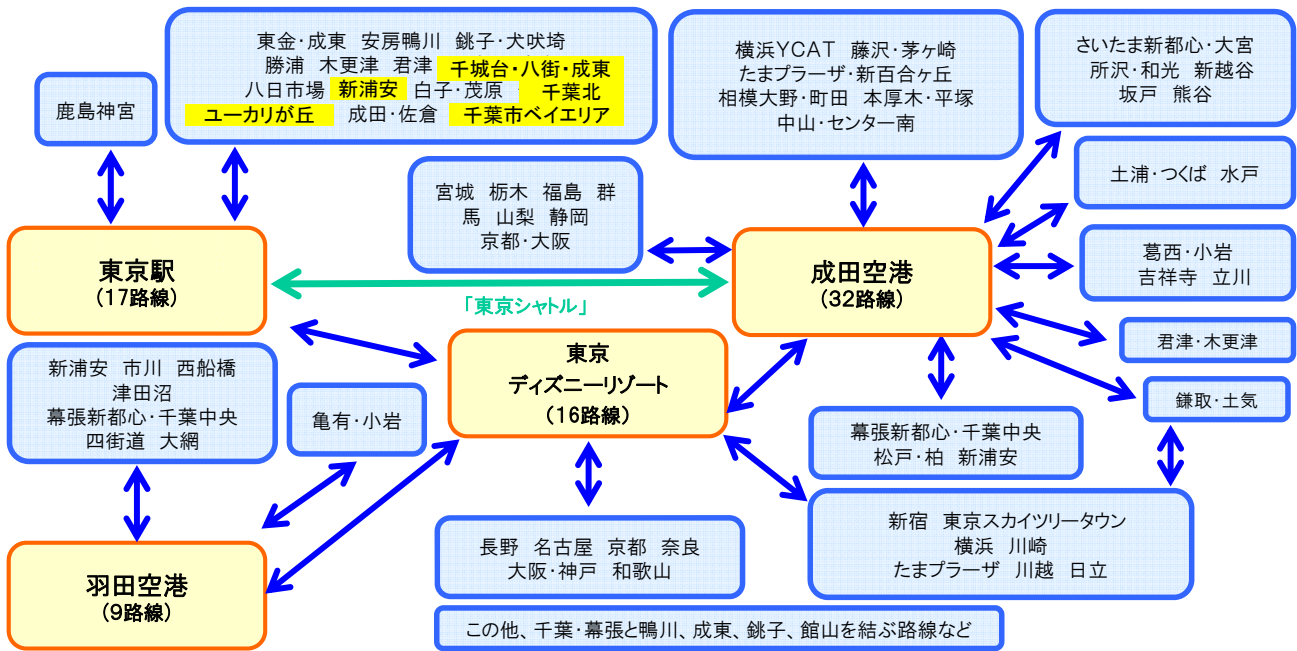 東金・成東　安房鴨川　銚子・犬吠埼
勝浦　木更津　君津　千城台・八街・成東
八日市場　新浦安　白子・茂原　千葉北
ユーカリが丘　成田・佐倉　千葉市ベイエリア
鹿島神宮
横浜YCAT　藤沢・茅ヶ崎
たまプラーザ・新百合ヶ丘
相模大野・町田　本厚木・平塚
中山・センター南
さいたま新都心・大宮
所沢・和光　新越谷
坂戸　熊谷
土浦・つくば　水戸
宮城　栃木　福島　群
馬　山梨　静岡
京都・大阪
葛西・小岩
吉祥寺　立川
東京駅
（17路線）
成田空港
（32路線）
「東京シャトル」
君津・木更津
東京
ディズニーリゾート
（16路線）
新浦安　市川　西船橋
津田沼
幕張新都心・千葉中央
四街道　大網
亀有・小岩
鎌取・土気
幕張新都心・千葉中央
松戸・柏　新浦安
新宿　東京スカイツリータウン
横浜　川崎
たまプラーザ　川越　日立
長野　名古屋　京都　奈良
大阪・神戸　和歌山
羽田空港
（9路線）
この他、千葉・幕張と鴨川、成東、銚子、館山を結ぶ路線など